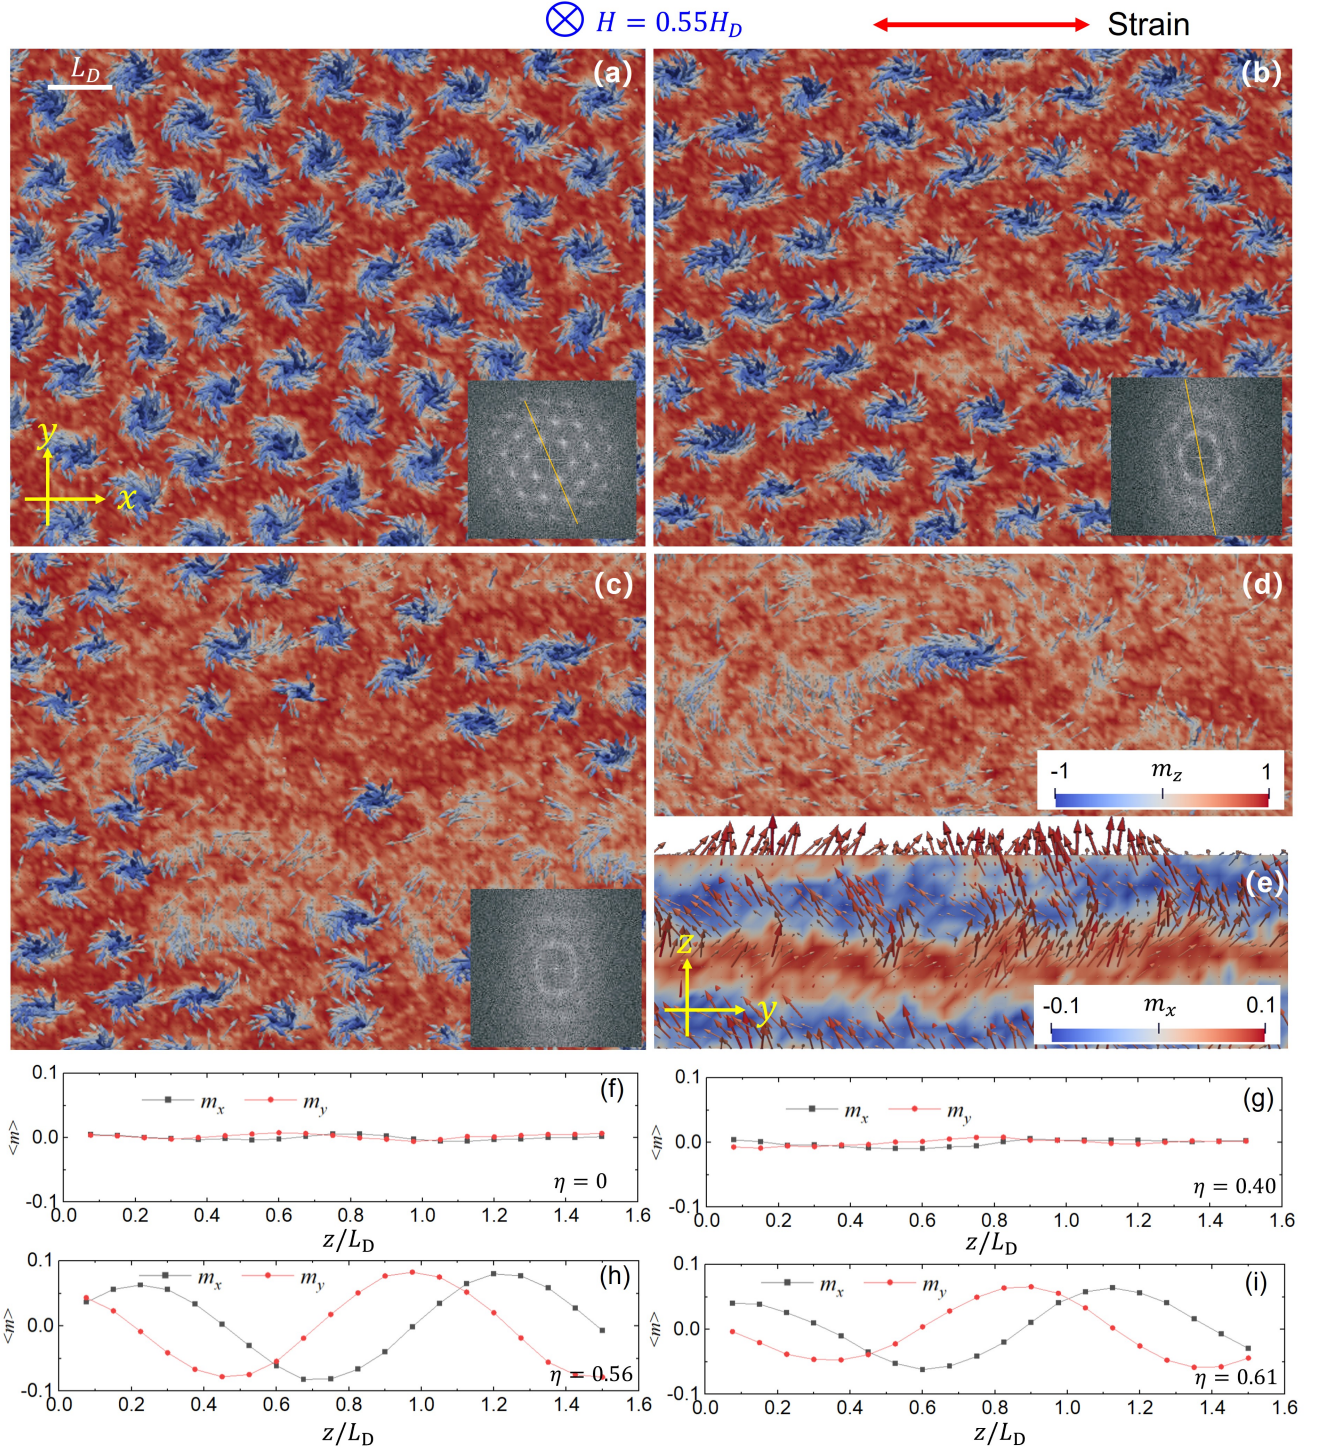 H = 0.55H_D Strain
L_D (a) (b)
y
x
(c) (d)
-1 m_z 1
(e)
z
y
-0.1 m_x 0.1
0.1 (f)
m_x m_y
<m> 0.0
η = 0
-0.1
0.0 0.2 0.4 0.6 0.8 1.0 1.2 1.4 1.6
z/L_D
0.1 (g)
m_x m_y
<m> 0.0
η = 0.40
-0.1
0.0 0.2 0.4 0.6 0.8 1.0 1.2 1.4 1.6
z/L_D
0.1 (h)
m_x m_y
<m> 0.0
η = 0.56
-0.1
0.0 0.2 0.4 0.6 0.8 1.0 1.2 1.4 1.6
z/L_D
0.1 (i)
m_x m_y
<m> 0.0
η = 0.61
-0.1
0.0 0.2 0.4 0.6 0.8 1.0 1.2 1.4 1.6
z/L_D